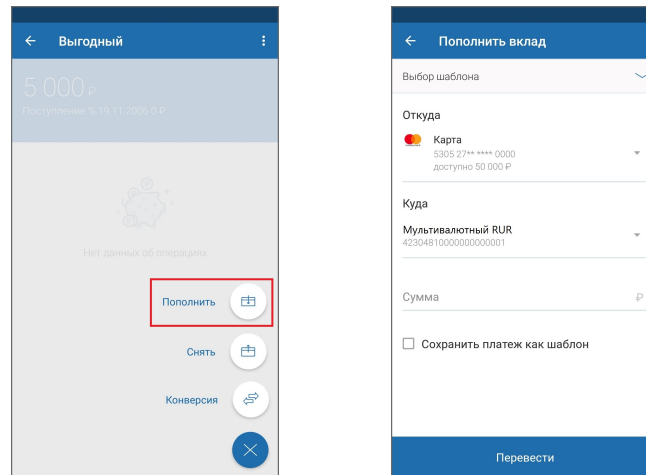 Выгодный
5 000 ₽
Поступление % 19.11.2006 0 ₽
Нет данных об операциях
Пополнить
Снять
Конверсия
Пополнить вклад
Выбор шаблона
Откуда
Карта
5305 27** **** 0000
доступно 50 000 ₽
Куда
Мультивалютный RUR
42304810000000000001
Сумма ₽
Сохранить платеж как шаблон
Перевести